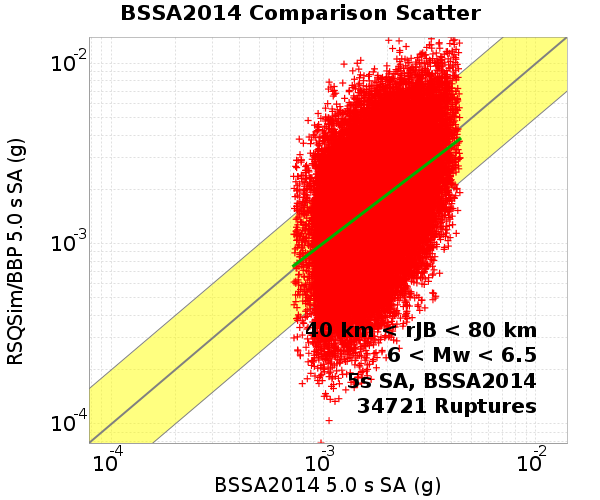 BSSA2014 Comparison Scatter
RSQSim/BBP 5.0 s SA (g)
10-2
10-3
10-4
40 km < rJB < 80 km
6 < Mw < 6.5
5s SA, BSSA2014
34721 Ruptures
10-4 10-3 10-2
BSSA2014 5.0 s SA (g)